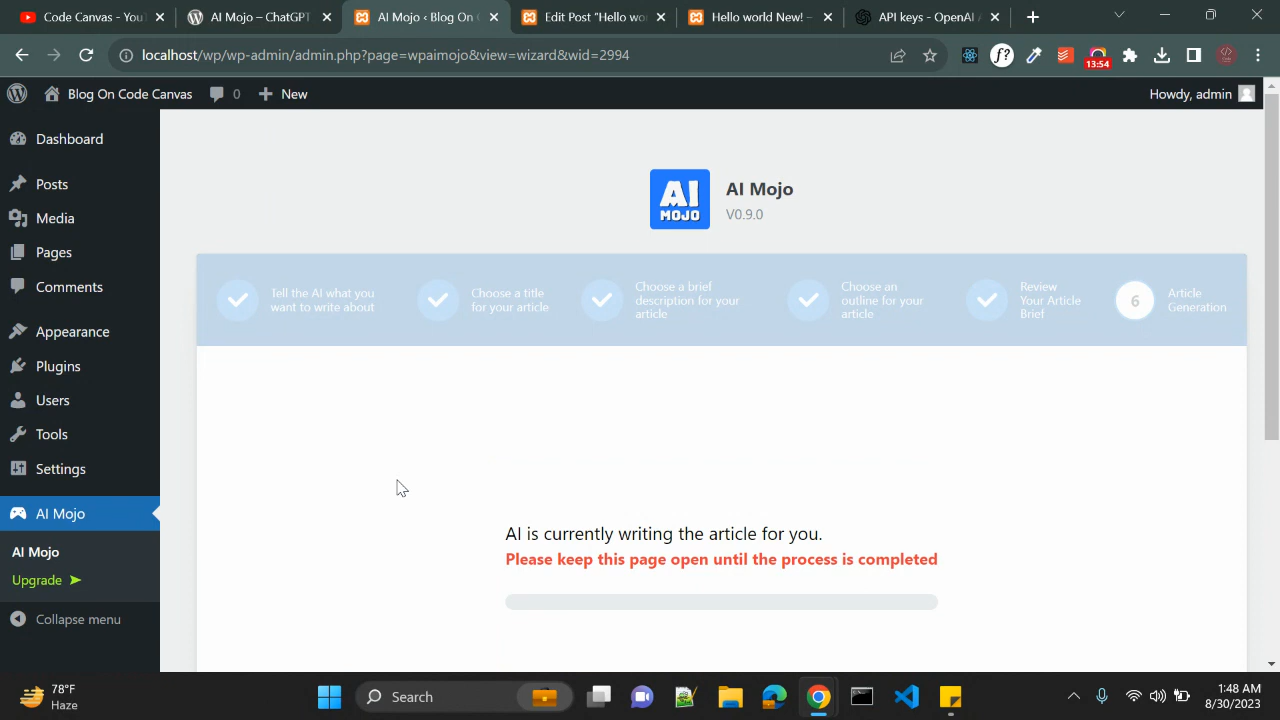 Code Canvas - YouT
AI Mojo – ChatGPT
AI Mojo ‹ Blog On C
Edit Post "Hello wo
Hello world New! –
API keys - OpenAI A
localhost/wp/wp-admin/admin.php?page=wpaimojo&view=wizard&wid=2994
f?
13:54
Blog On Code Canvas
0
New
Howdy, admin
Dashboard
Posts
Media
Pages
Comments
Appearance
Plugins
Users
Tools
Settings
AI Mojo
AI Mojo
Upgrade ➤
Collapse menu
AI
MOJO
AI Mojo
V0.9.0
Tell the AI what you
want to write about
Choose a title
for your article
Choose a brief
description for your
article
Choose an
outline for your
article
Review
Your Article
Brief
6
Article
Generation
AI is currently writing the article for you.
Please keep this page open until the process is completed
78°F
Haze
Search
1:48 AM
8/30/2023